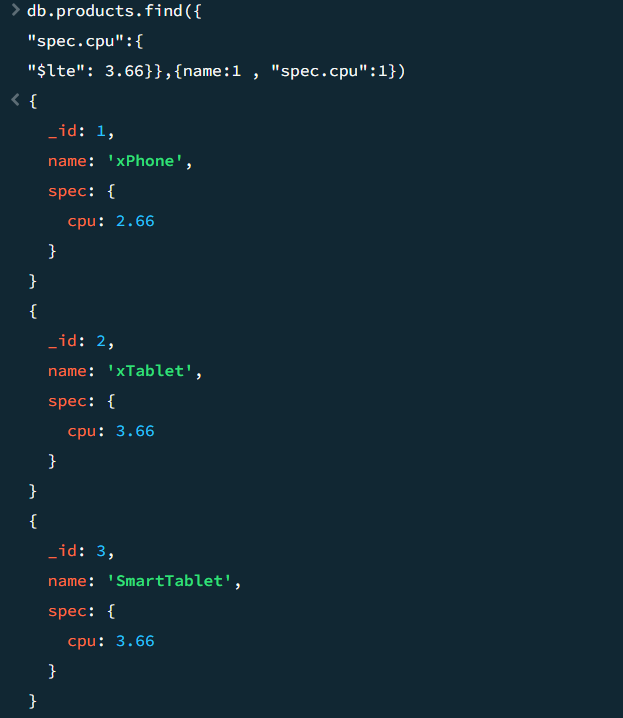 > db.products.find({
"spec.cpu":{
"$lte": 3.66}},{name:1 , "spec.cpu":1})
< {
_id: 1,
name: 'xPhone',
spec: {
cpu: 2.66
}
}
{
_id: 2,
name: 'xTablet',
spec: {
cpu: 3.66
}
}
{
_id: 3,
name: 'SmartTablet',
spec: {
cpu: 3.66
}
}